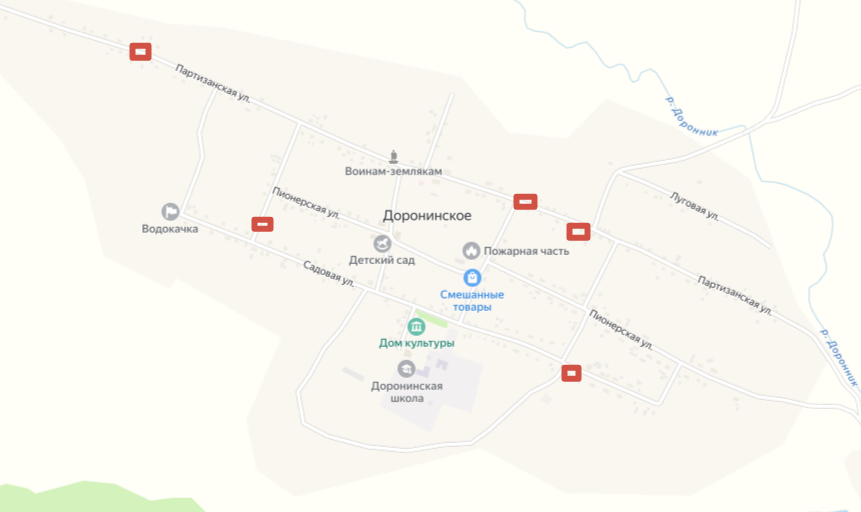 Партизанская ул.
р. Доронник
Воинам-землякам
Пионерская ул.
Луговая ул.
Доронинское
Водокачка
Детский сад
Пожарная часть
Садовая ул.
Смешанные
товары
Партизанская ул.
Пионерская ул.
Дом культуры
р. Доронник
Доронинская
школа